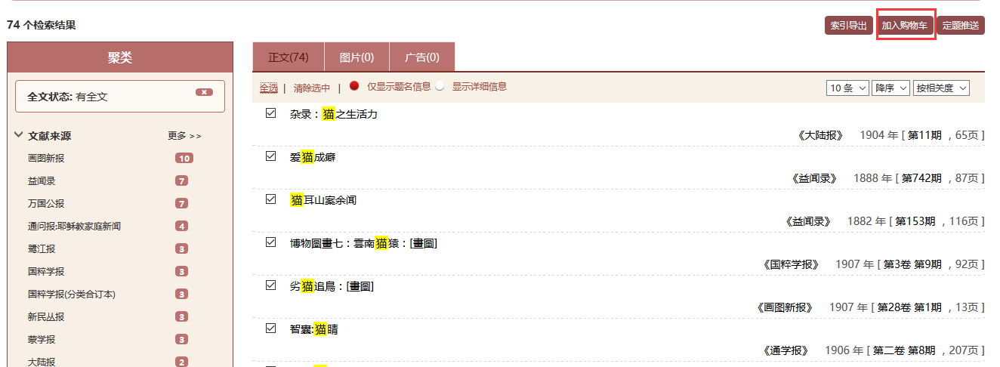 74 个检索结果
索引导出 加入购物车 定题推送
聚类
全文状态: 有全文
文献来源 更多 >>
画图新报 10
益闻录 7
万国公报 7
通问报:耶稣教家庭新闻 4
鹭江报 3
国粹学报 3
国粹学报(分类合订本) 3
新民丛报 3
蒙学报 3
大陆报 2
正文(74) 图片(0) 广告(0)
全选 | 清除选中 | 仅显示题名信息 显示详细信息
10 条 降序 按相关度
杂录：猫之生活力
《大陆报》 1904 年 [ 第11期 , 65页 ]
爱猫成癖
《益闻录》 1888 年 [ 第742期 , 87页 ]
猫耳山案余闻
《益闻录》 1882 年 [ 第153期 , 116页 ]
博物圖畫七：雲南猫猿：[畫圖]
《国粹学报》 1907 年 [ 第3卷 第9期 , 92页 ]
劣猫追鳥：[畫圖]
《画图新报》 1907 年 [ 第28卷 第1期 , 13页 ]
智囊:猫睛
《通学报》 1906 年 [ 第二卷 第8期 , 207页 ]